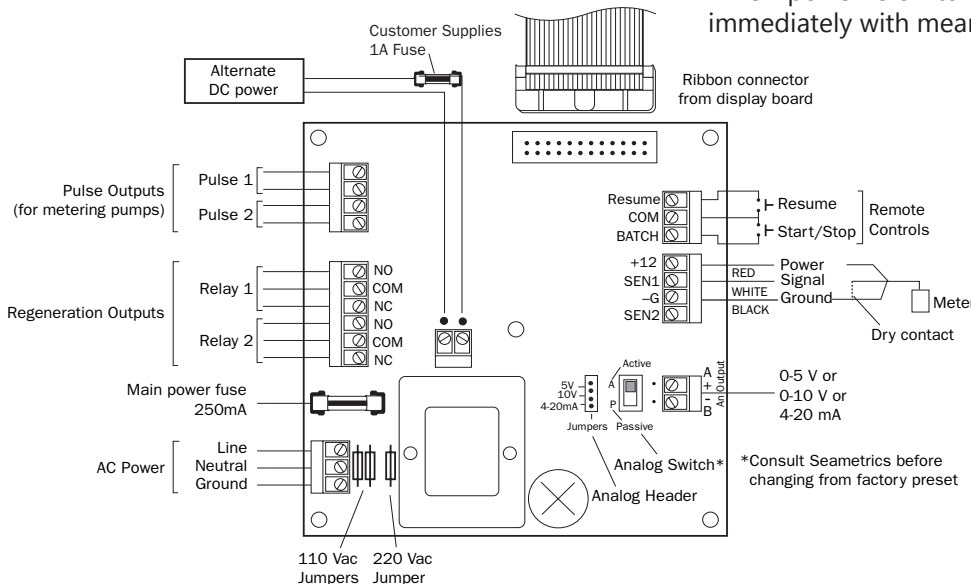 immediately with mear
Customer Supplies
1A Fuse
Alternate
DC power
Ribbon connector
from display board
Pulse Outputs
(for metering pumps)
Pulse 1
Pulse 2
Resume
COM
BATCH
Resume
Start/Stop
Remote
Controls
+12
SEN1
–G
SEN2
RED
WHITE
BLACK
Power
Signal
Ground
Meter
Dry contact
Regeneration Outputs
Relay 1
Relay 2
NO
COM
NC
NO
COM
NC
Main power fuse
250mA
5V
10V
4-20mA
Jumpers
Active
A
P
Passive
A
+
-
B
An Output
0-5 V or
0-10 V or
4-20 mA
AC Power
Line
Neutral
Ground
Analog Switch*
Analog Header
*Consult Seametrics before
changing from factory preset
110 Vac
Jumpers
220 Vac
Jumper